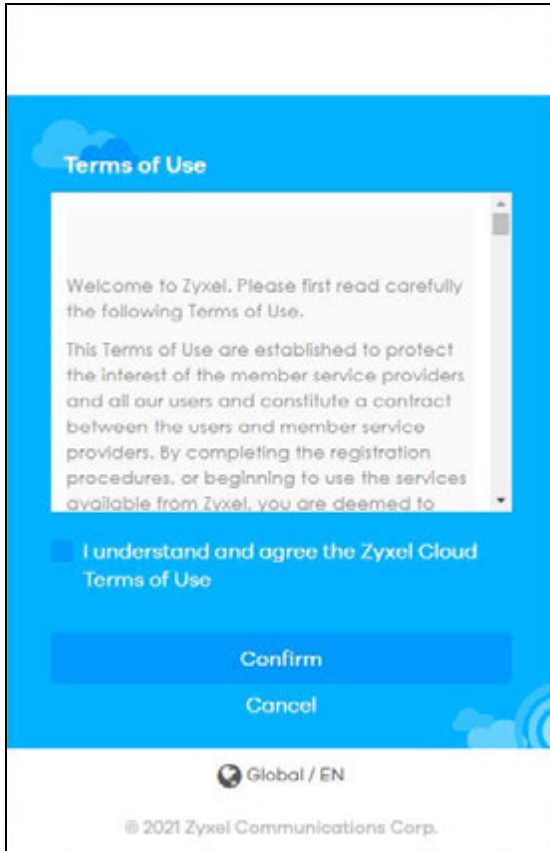 Terms of Use
Welcome to Zyxel. Please first read carefully
the following Terms of Use.
This Terms of Use are established to protect
the interest of the member service providers
and all our users and constitute a contract
between the users and member service
providers. By completing the registration
procedures, or beginning to use the services
available from Zyxel, you are deemed to
I understand and agree the Zyxel Cloud
Terms of Use
Confirm
Cancel
Global / EN
© 2021 Zyxel Communications Corp.